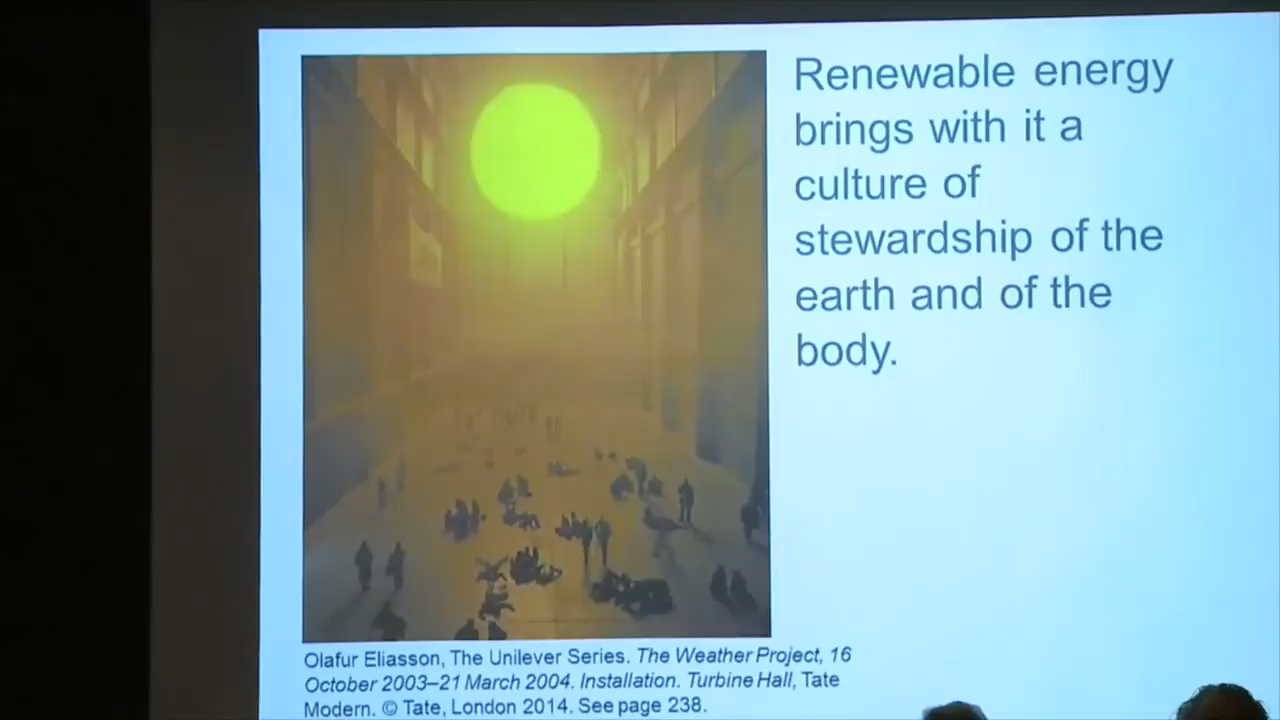 Renewable energy
brings with it a
culture of
stewardship of the
earth and of the
body.
Olafur Eliasson, The Unilever Series. The Weather Project, 16
October 2003–21 March 2004. Installation. Turbine Hall, Tate
Modern. © Tate, London 2014. See page 238.